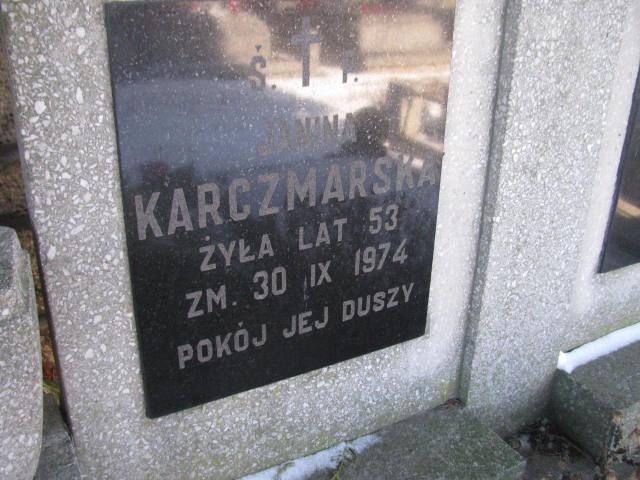 Ś. P.
JANINA
KARCZMARSKA
ŻYŁA LAT 53
ZM. 30 IX 1974
POKÓJ JEJ DUSZY